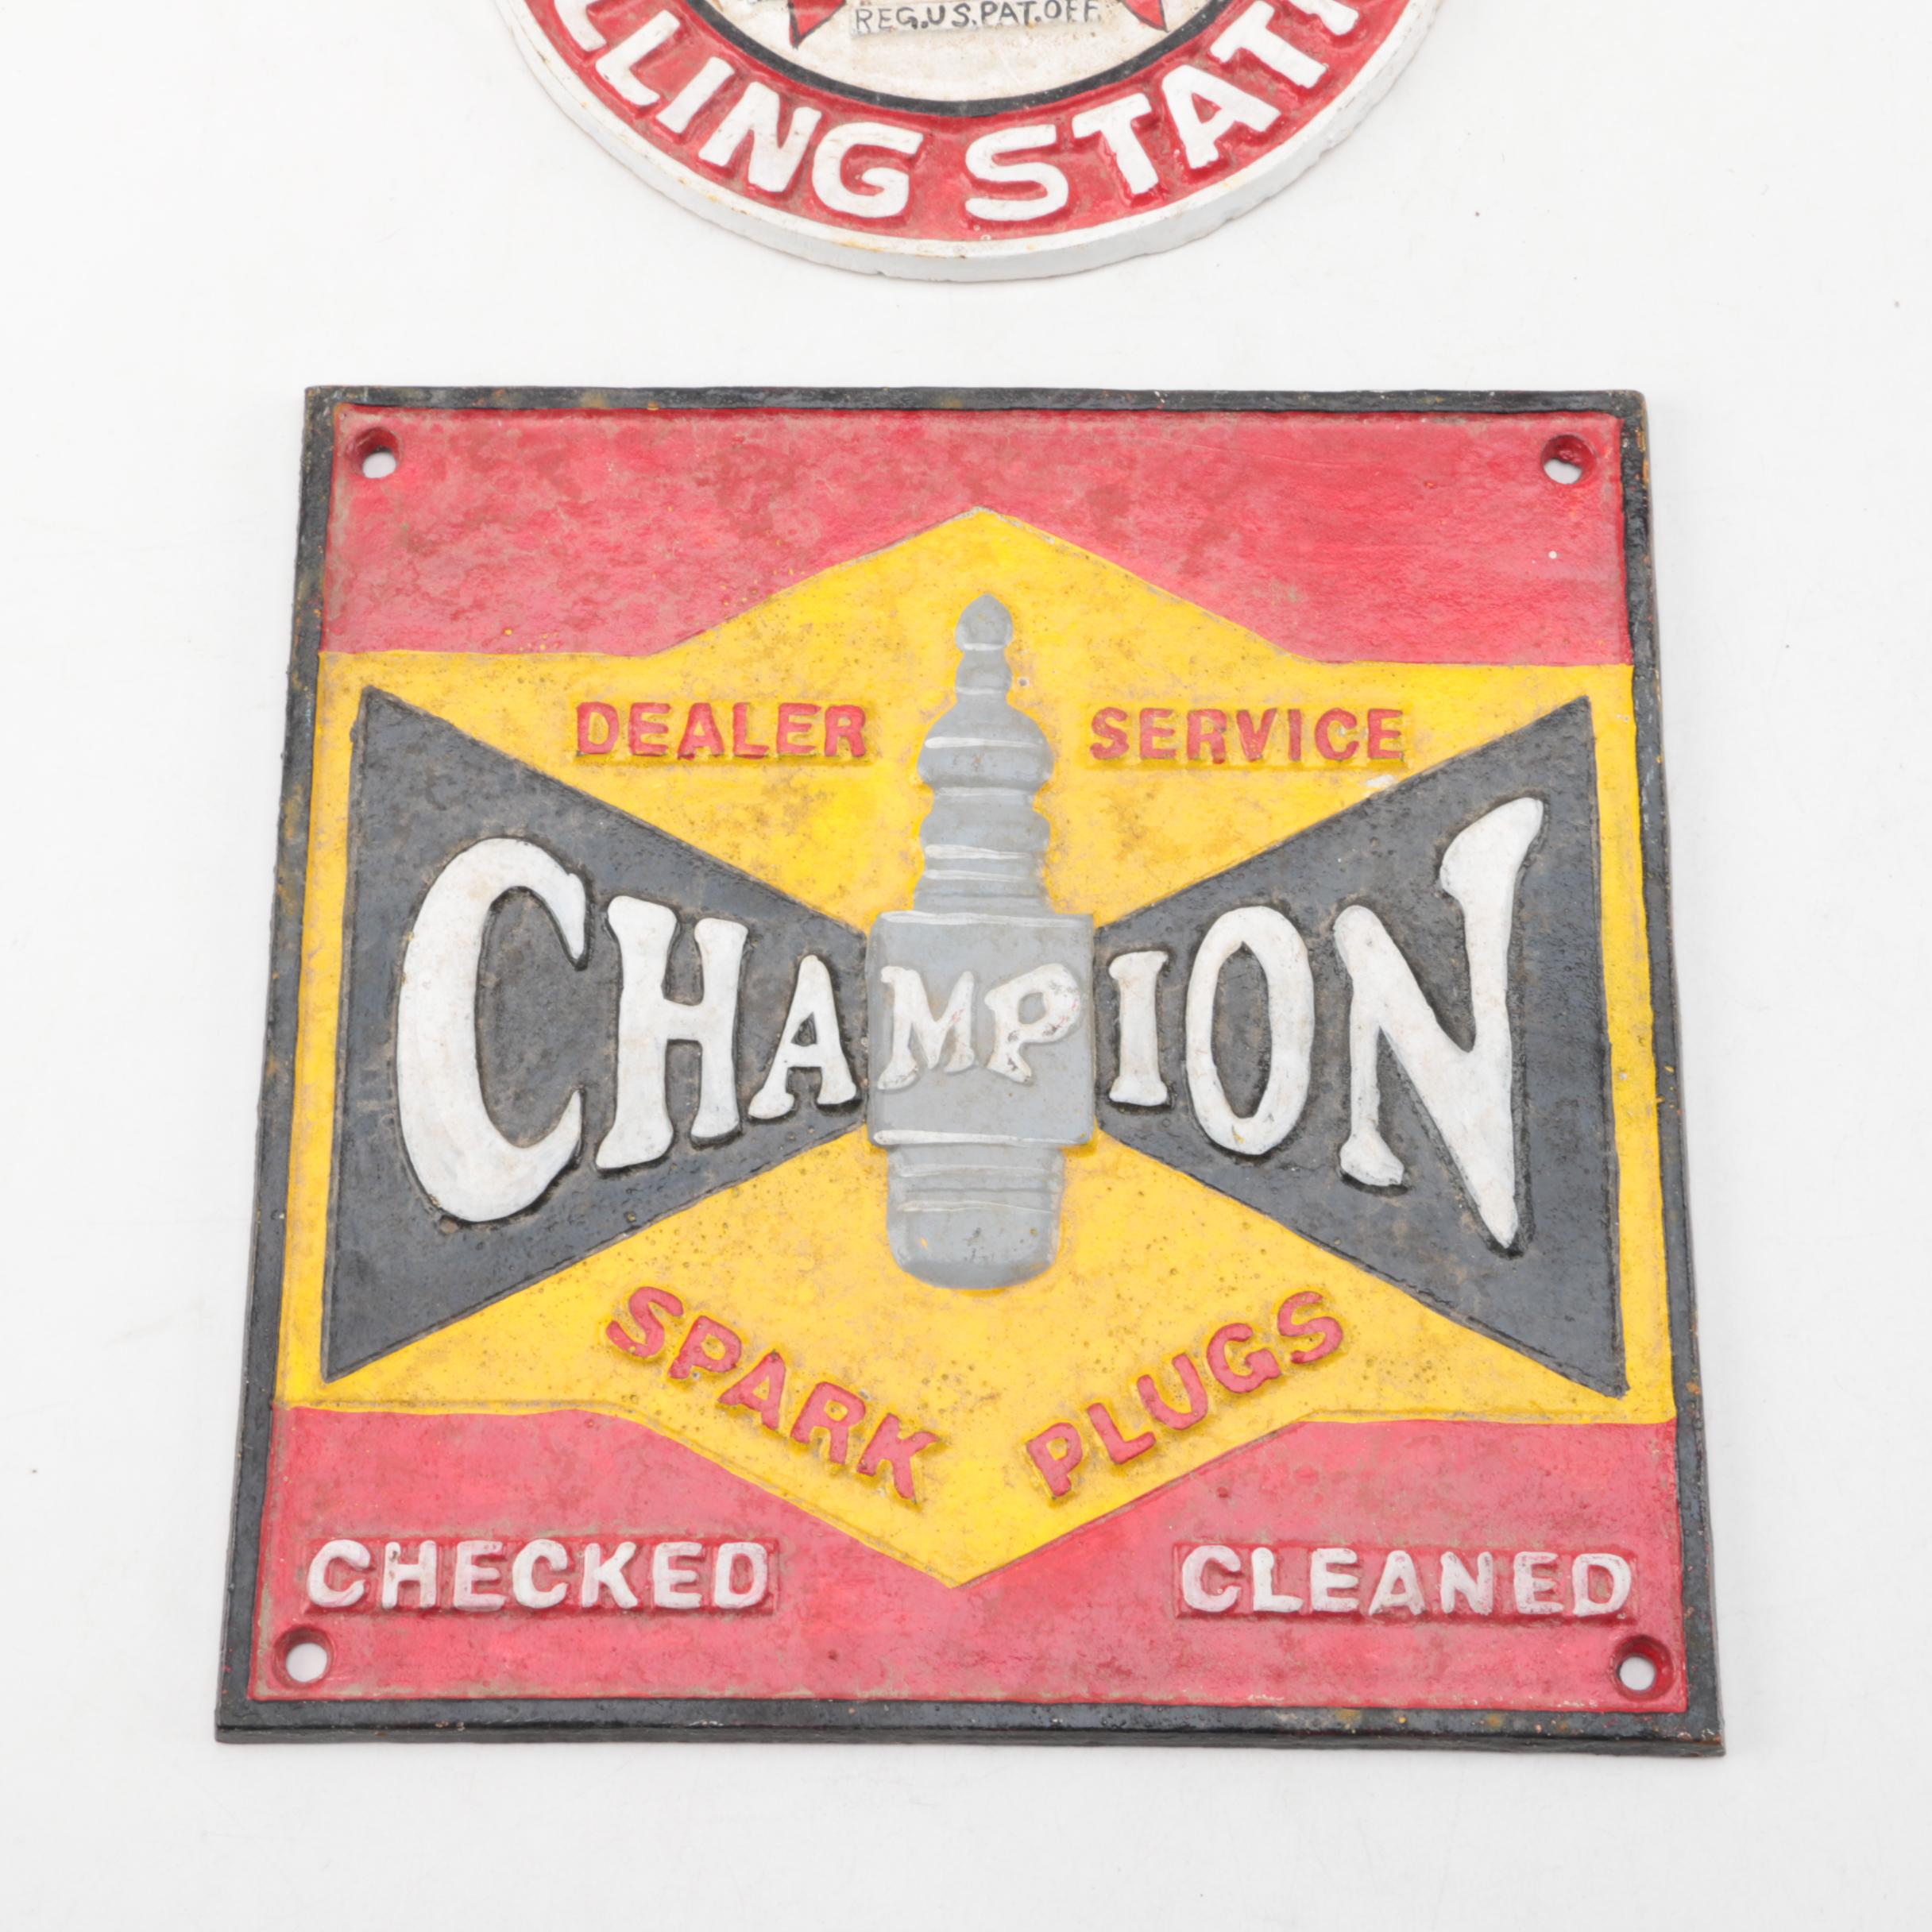 REG.U.S.PAT.OFF.
LLING STATI
DEALER SERVICE
CHAMPION
SPARK PLUGS
CHECKED CLEANED